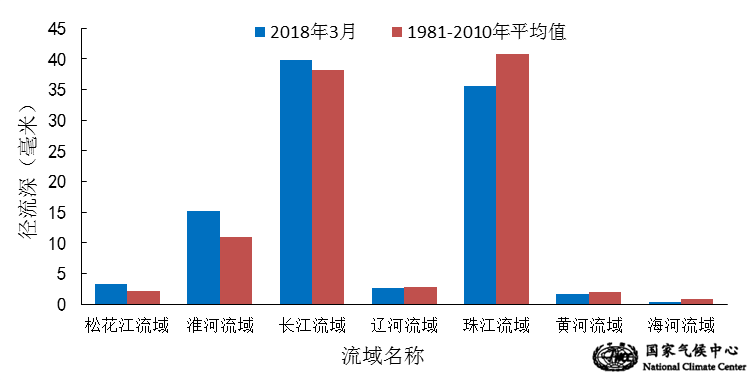 2018年3月 1981-2010年平均值
径流深（毫米）
45
40
35
30
25
20
15
10
5
0
松花江流域 淮河流域 长江流域 辽河流域 珠江流域 黄河流域 海河流域
流域名称
国家气候中心
National Climate Center